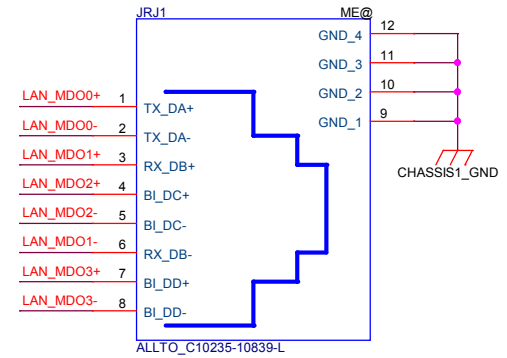 JRJ1 ME@
GND_4 12
GND_3 11
GND_2 10
GND_1 9
CHASSIS1_GND
LAN_MDO0+ 1 TX_DA+
LAN_MDO0- 2 TX_DA-
LAN_MDO1+ 3 RX_DB+
LAN_MDO2+ 4 BI_DC+
LAN_MDO2- 5 BI_DC-
LAN_MDO1- 6 RX_DB-
LAN_MDO3+ 7 BI_DD+
LAN_MDO3- 8 BI_DD-
ALLTO_C10235-10839-L